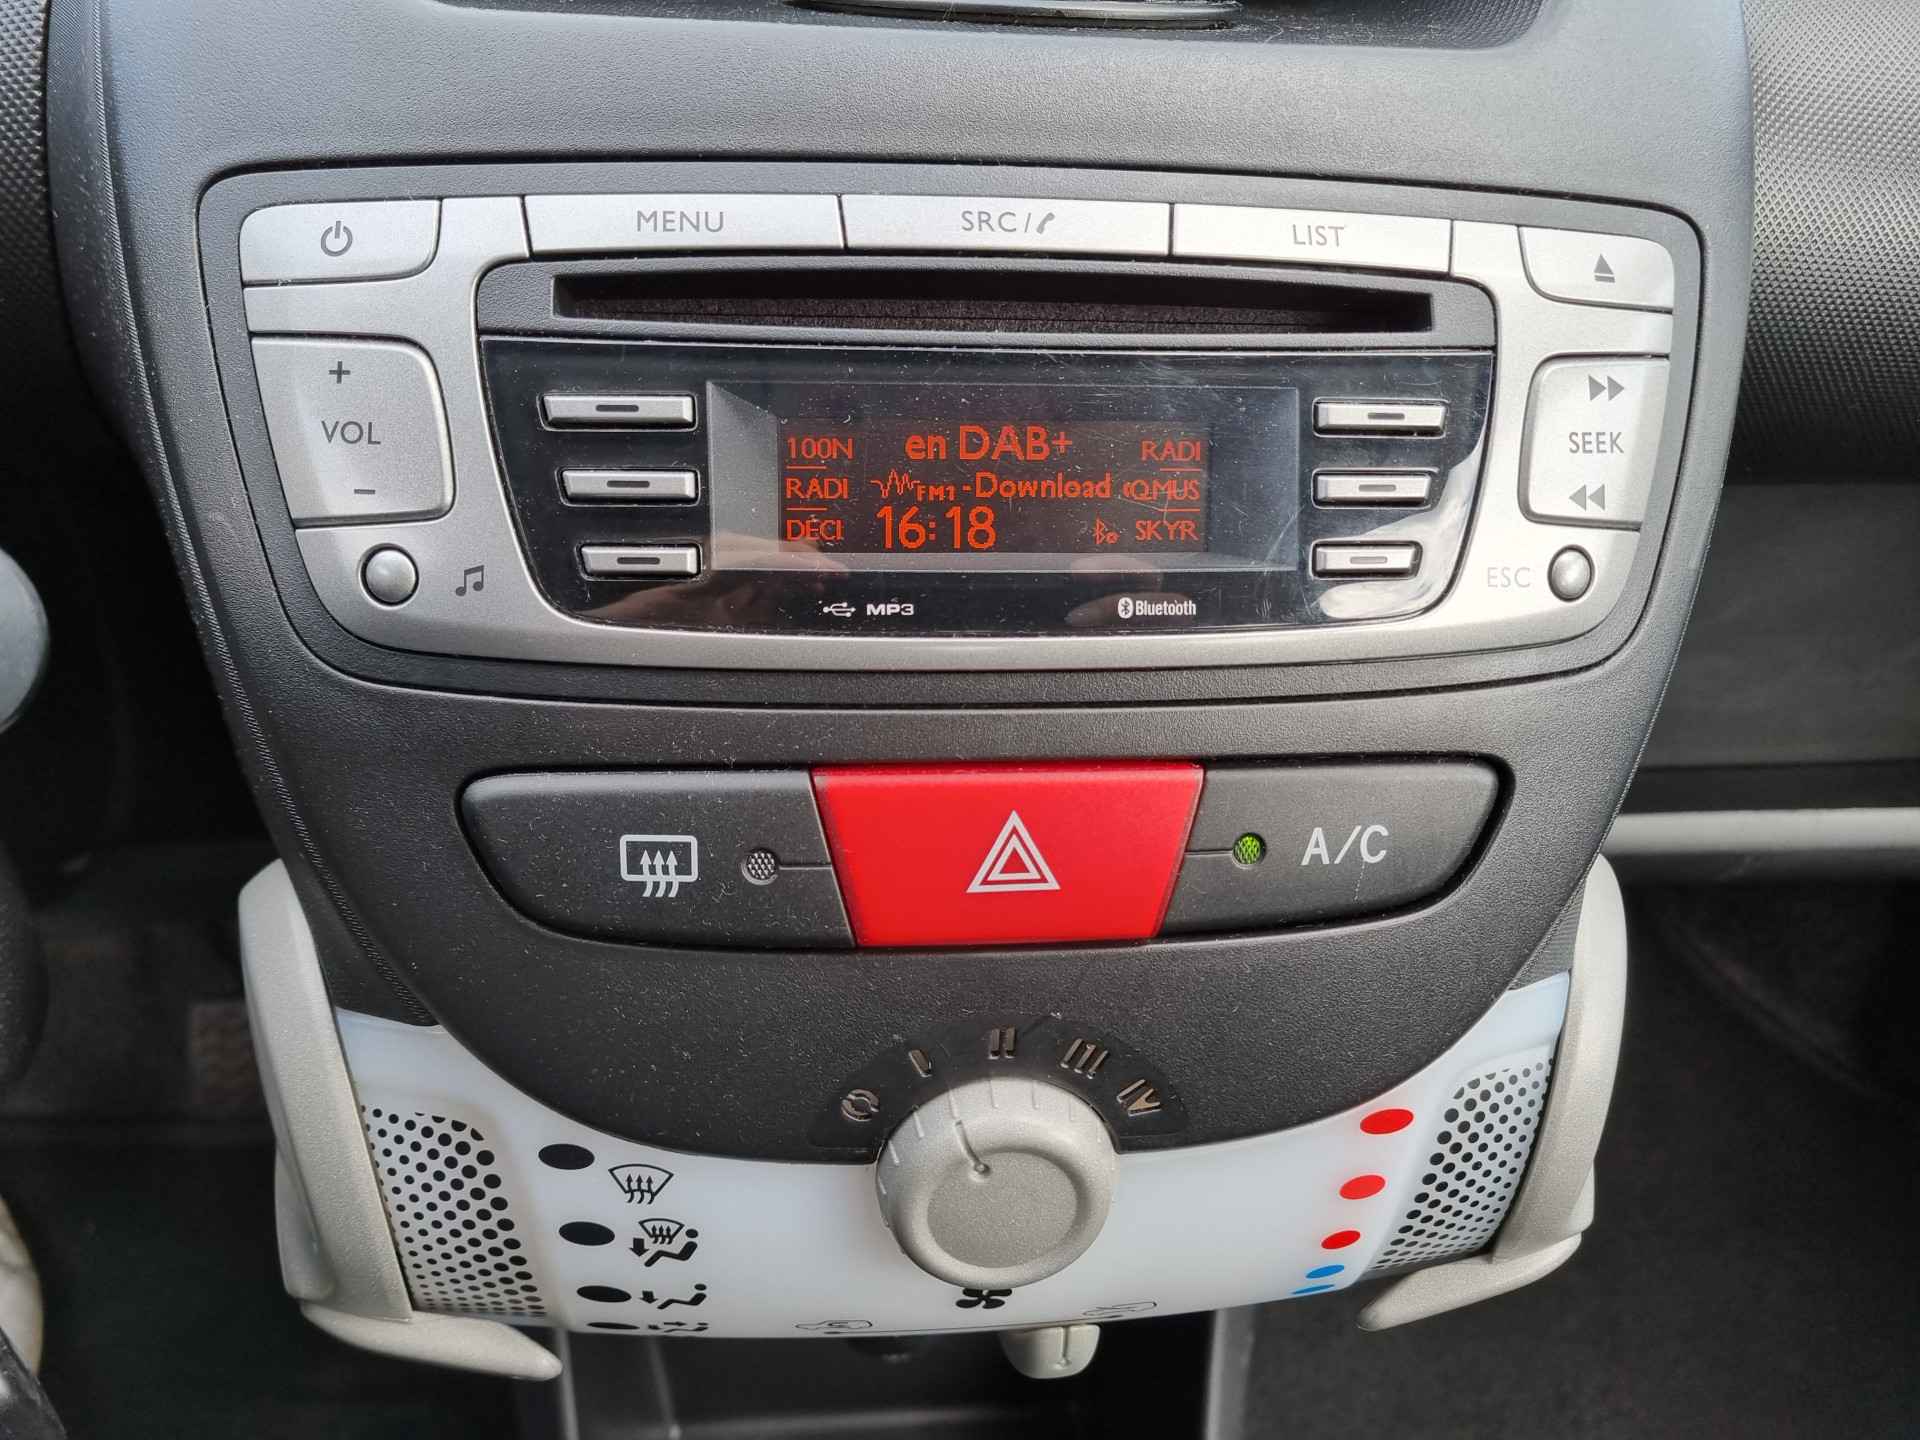 MENU
SRC/
LIST
+
VOL
-
SEEK
100N en DAB+ RADI
RADI FM1 -Download QMUS
DECI 16:18 SKYR
ESC
MP3
Bluetooth
A/C
I II III IV